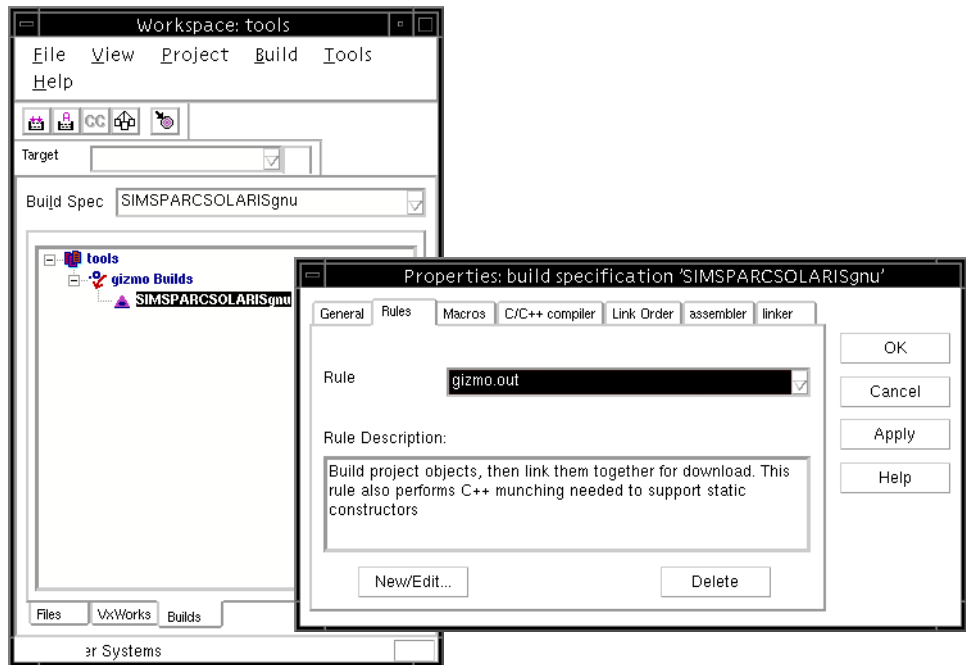 Workspace: tools
File View Project Build Tools
Help
A
CC
Target
Build Spec SIMSPARCSOLARISgnu
tools
gizmo Builds
SIMSPARCSOLARISgnu
Files VxWorks Builds
er Systems
Properties: build specification 'SIMSPARCSOLARISgnu'
General Rules Macros C/C++ compiler Link Order assembler linker
Rule gizmo.out
Rule Description:
Build project objects, then link them together for download. This
rule also performs C++ munching needed to support static
constructors
New/Edit... Delete
OK
Cancel
Apply
Help